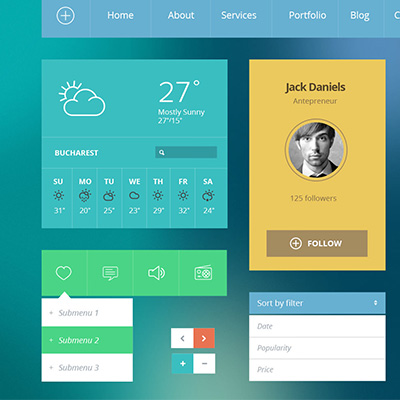 Home About Services Portfolio Blog C
27°
Mostly Sunny
27°/15°
BUCHAREST
SU MO TU WE TH FR SA
31° 20° 25° 23° 30° 32° 24°
Jack Daniels
Antepreneur
125 followers
FOLLOW
Submenu 1
Submenu 2
Submenu 3
Sort by filter
Date
Popularity
Price